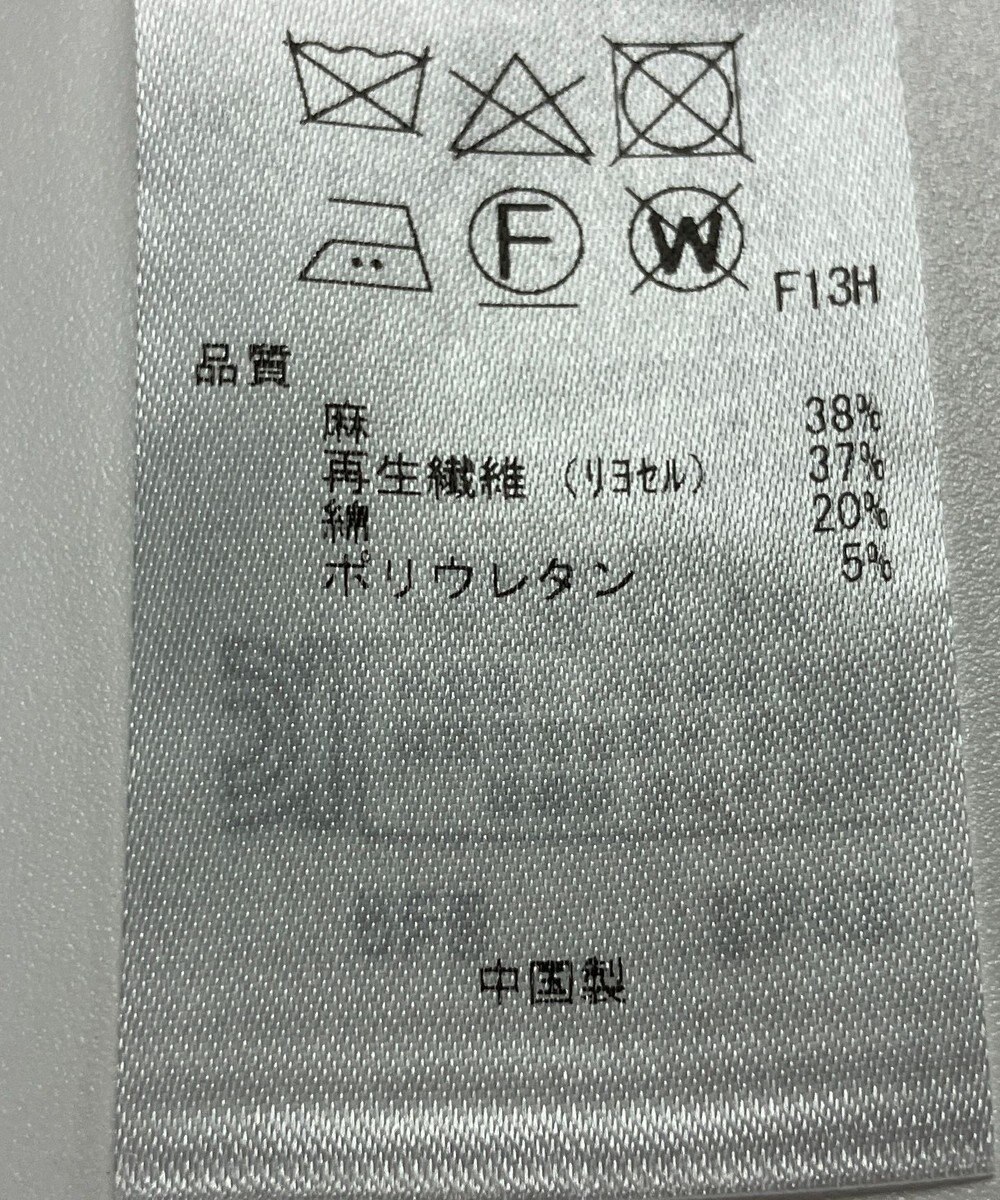 F W F13H
品質
麻 38%
再生繊維 (リヨセル) 37%
綿 20%
ポリウレタン 5%
中国製